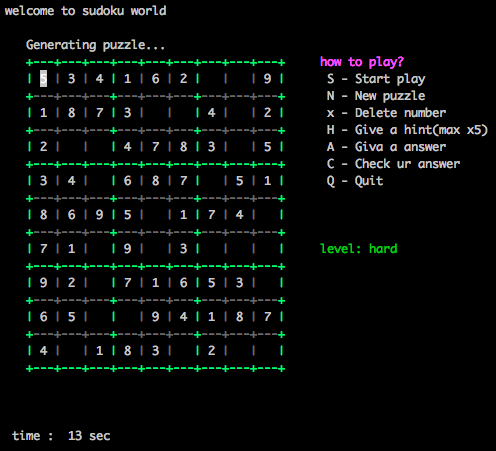 welcome to sudoku world
Generating puzzle...
| 5 | 3 | 4 | 1 | 6 | 2 |   |   | 9 |
| 1 | 8 | 7 | 3 |   |   | 4 |   | 2 |
| 2 |   |   | 4 | 7 | 8 | 3 |   | 5 |
| 3 | 4 |   | 6 | 8 | 7 |   | 5 | 1 |
| 8 | 6 | 9 | 5 |   | 1 | 7 | 4 |   |
| 7 | 1 |   | 9 |   | 3 |   |   |   |
| 9 | 2 |   | 7 | 1 | 6 | 5 | 3 |   |
| 6 | 5 |   |   | 9 | 4 | 1 | 8 | 7 |
| 4 |   | 1 | 8 | 3 |   | 2 |   |   |
how to play?
S - Start play
N - New puzzle
x - Delete number
H - Give a hint(max x5)
A - Giva a answer
C - Check ur answer
Q - Quit
level: hard
time :  13 sec